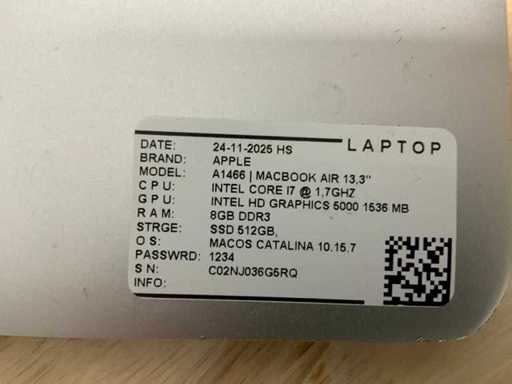 LAPTOP
DATE: 24-11-2025 HS
BRAND: APPLE
MODEL: A1466 | MACBOOK AIR 13,3"
CPU: INTEL CORE I7 @ 1,7GHZ
GPU: INTEL HD GRAPHICS 5000 1536 MB
RAM: 8GB DDR3
STRGE: SSD 512GB,
OS: MACOS CATALINA 10.15.7
PASSWRD: 1234
SN: C02NJ036G5RQ
INFO: